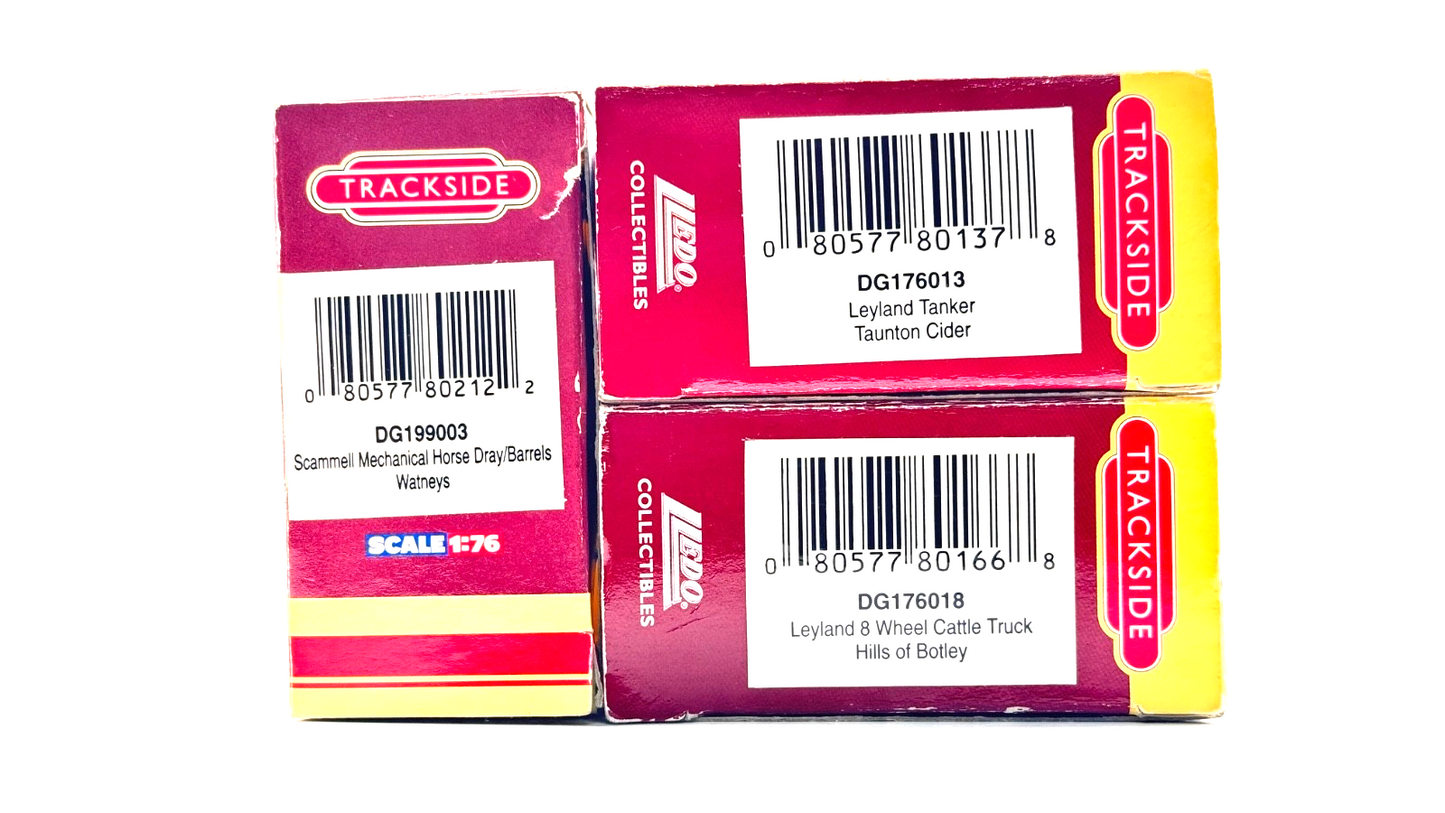 TRACKSIDE
0 80577 80212 2
DG199003
Scammell Mechanical Horse Dray/Barrels
Watneys
SCALE 1:76
LLEDO
COLLECTIBLES
0 80577 80137 8
DG176013
Leyland Tanker
Taunton Cider
TRACKSIDE
LLEDO
COLLECTIBLES
0 80577 80166 8
DG176018
Leyland 8 Wheel Cattle Truck
Hills of Botley
TRACKSIDE